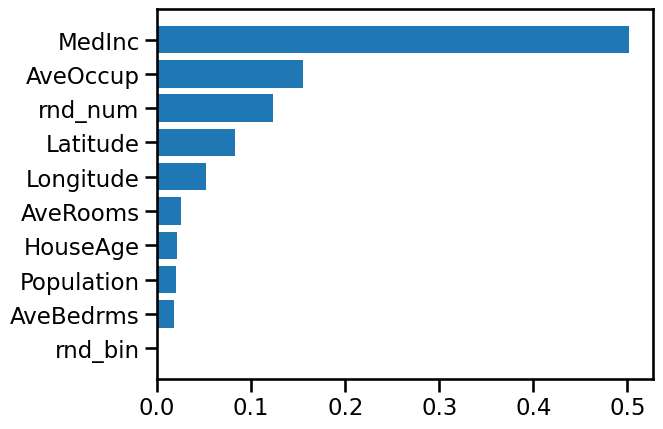 MedInc
AveOccup
rnd_num
Latitude
Longitude
AveRooms
HouseAge
Population
AveBedrms
rnd_bin
0.0 0.1 0.2 0.3 0.4 0.5